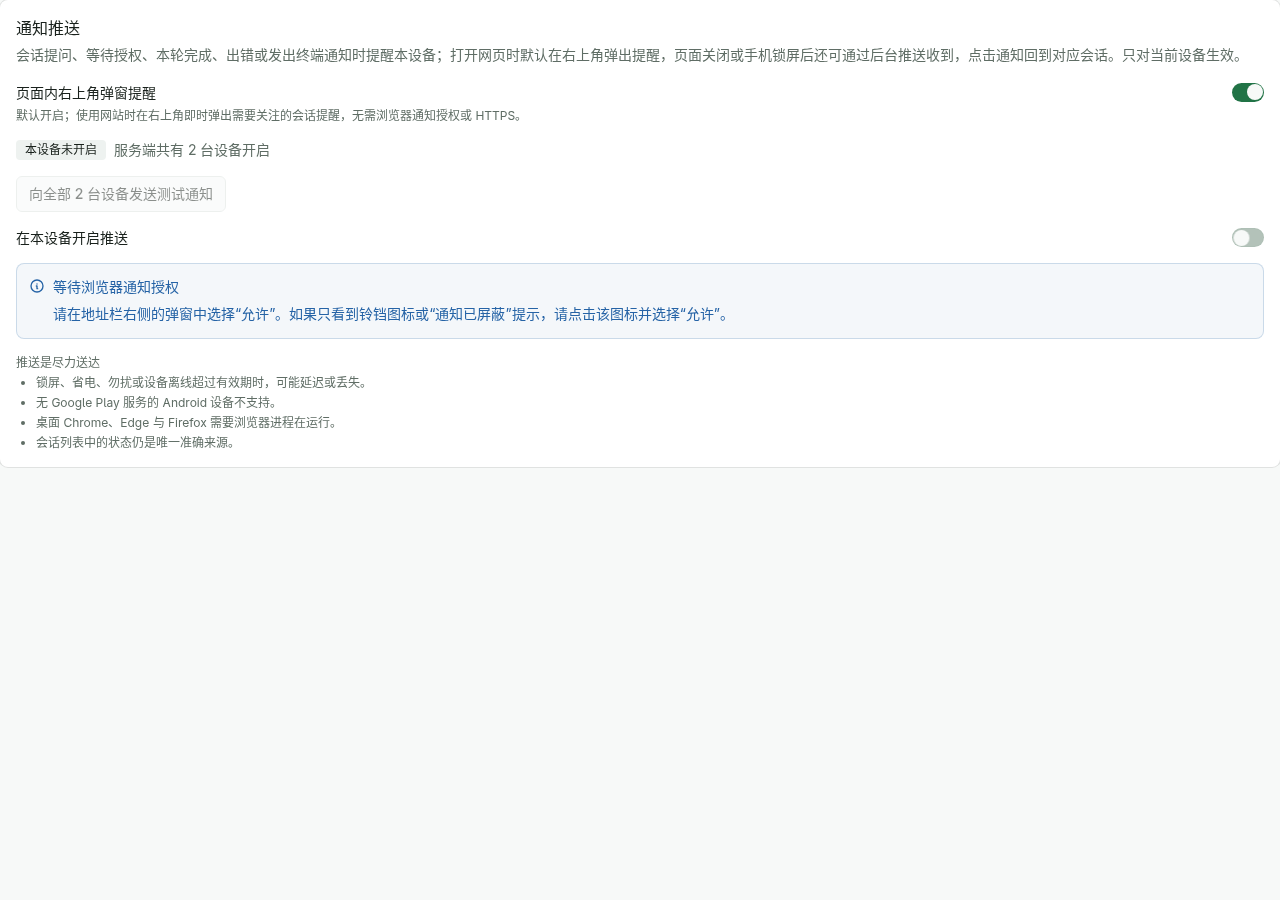 通知推送
会话提问、等待授权、本轮完成、出错或发出终端通知时提醒本设备；打开网页时默认在右上角弹出提醒，页面关闭或手机锁屏后还可通过后台推送收到，点击通知回到对应会话。只对当前设备生效。
页面内右上角弹窗提醒
默认开启；使用网站时在右上角即时弹出需要关注的会话提醒，无需浏览器通知授权或 HTTPS。
本设备未开启 服务端共有 2 台设备开启
向全部 2 台设备发送测试通知
在本设备开启推送
等待浏览器通知授权
请在地址栏右侧的弹窗中选择“允许”。如果只看到铃铛图标或“通知已屏蔽”提示，请点击该图标并选择“允许”。
推送是尽力送达
• 锁屏、省电、勿扰或设备离线超过有效期时，可能延迟或丢失。
• 无 Google Play 服务的 Android 设备不支持。
• 桌面 Chrome、Edge 与 Firefox 需要浏览器进程在运行。
• 会话列表中的状态仍是唯一准确来源。